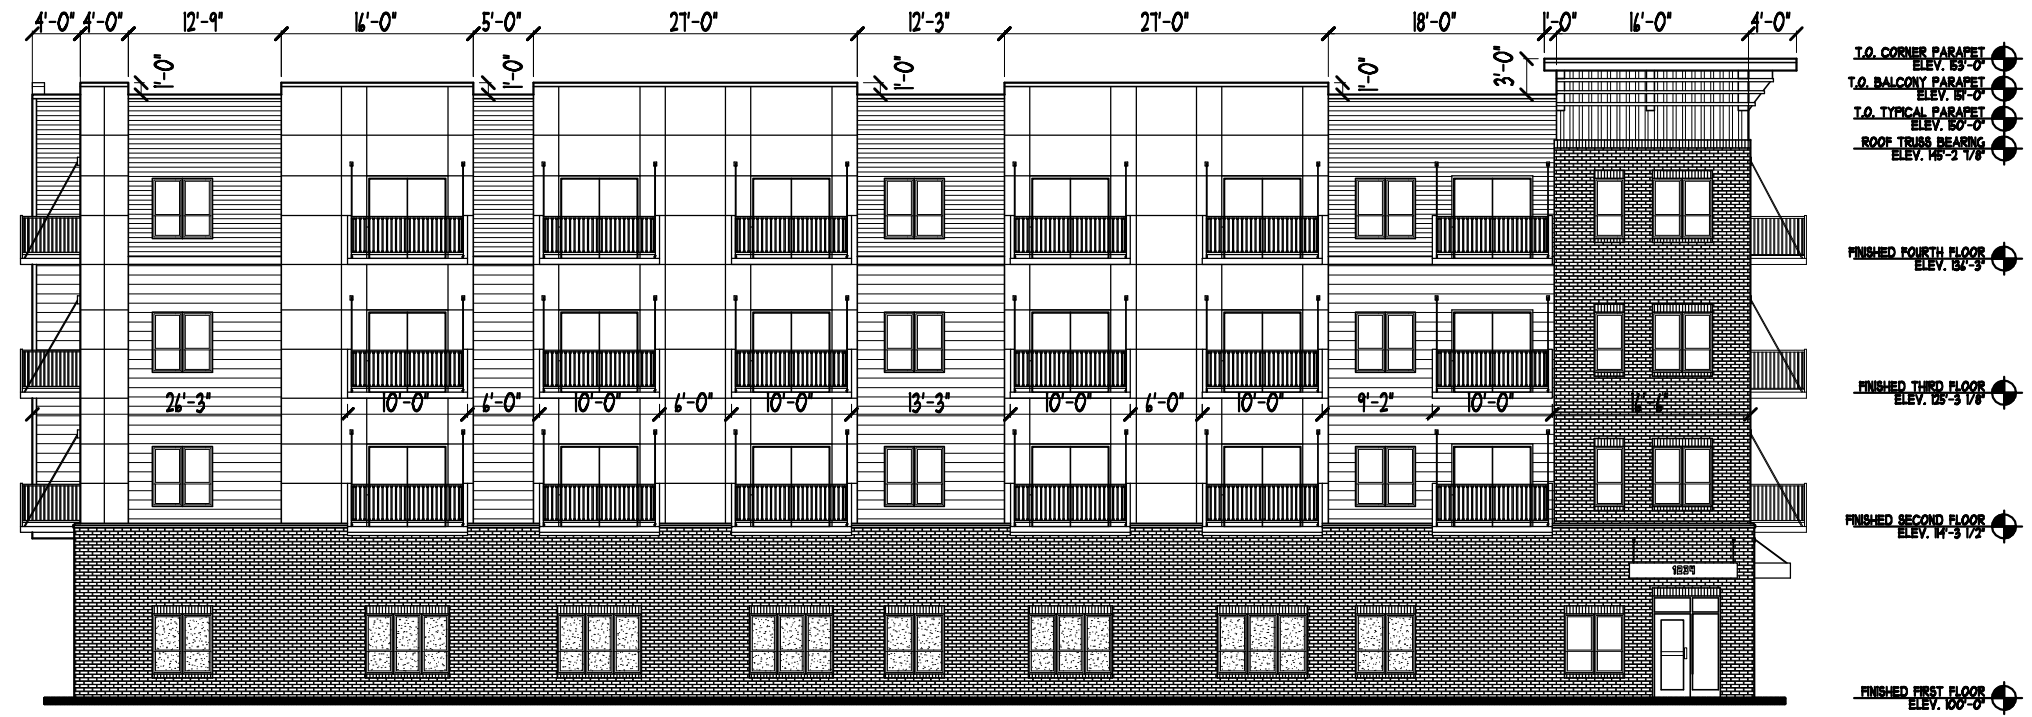 4'-0" 4'-0" 12'-9" 16'-0" 5'-0" 27'-0" 12'-3" 27'-0" 18'-0" 1'-0" 16'-0" 4'-0"
1'-0" 1'-0" 1'-0" 1'-0" 3'-0"
T.O. CORNER PARAPET
ELEV. 153'-0"
T.O. BALCONY PARAPET
ELEV. 151'-0"
T.O. TYPICAL PARAPET
ELEV. 150'-0"
ROOF TRUSS BEARING
ELEV. 145'-2 7/8"
FINISHED FOURTH FLOOR
ELEV. 136'-3"
FINISHED THIRD FLOOR
ELEV. 125'-3 1/8"
26'-3" 10'-0" 6'-0" 10'-0" 6'-0" 10'-0" 13'-3" 10'-0" 6'-0" 10'-0" 9'-2" 10'-0" 16'-6"
FINISHED SECOND FLOOR
ELEV. 114'-3 1/2"
FINISHED FIRST FLOOR
ELEV. 100'-0"